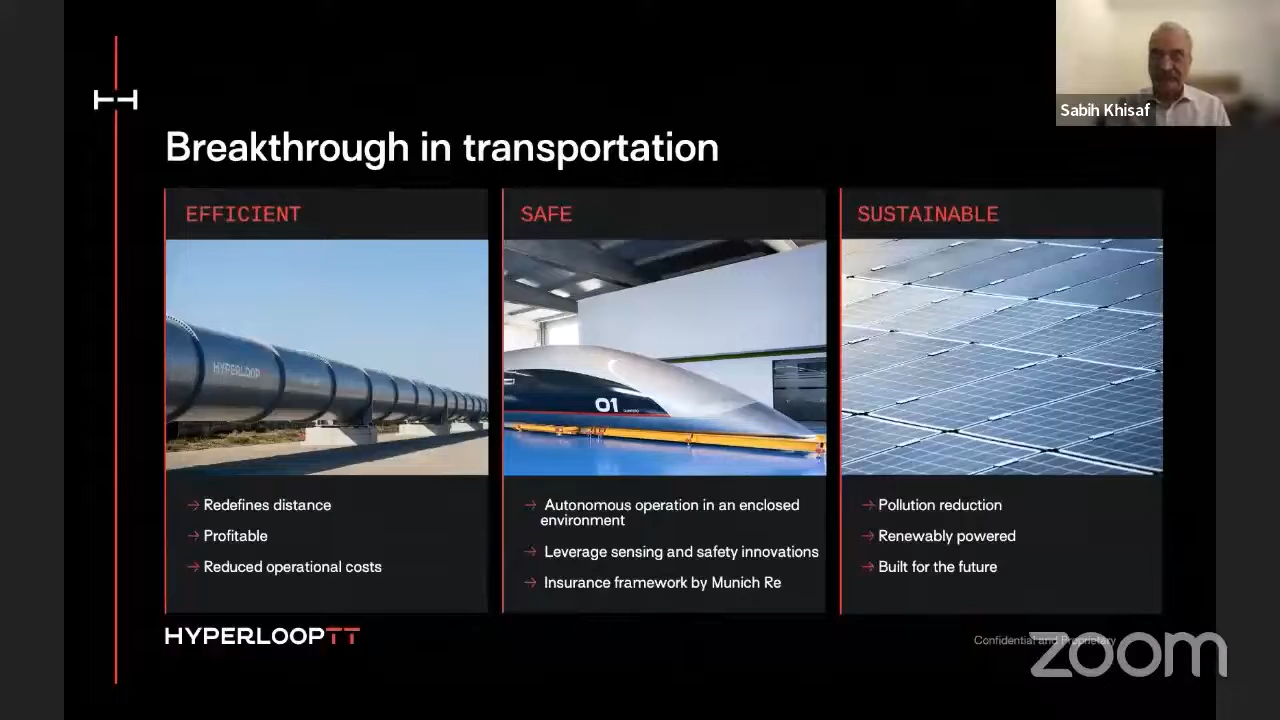 Sabih Khisaf
Breakthrough in transportation
EFFICIENT
HYPERLOOP
→ Redefines distance
→ Profitable
→ Reduced operational costs
SAFE
01
→ Autonomous operation in an enclosed
environment
→ Leverage sensing and safety innovations
→ Insurance framework by Munich Re
SUSTAINABLE
→ Pollution reduction
→ Renewably powered
→ Built for the future
HYPERLOOPTT
Confidential and Proprietary
zoom